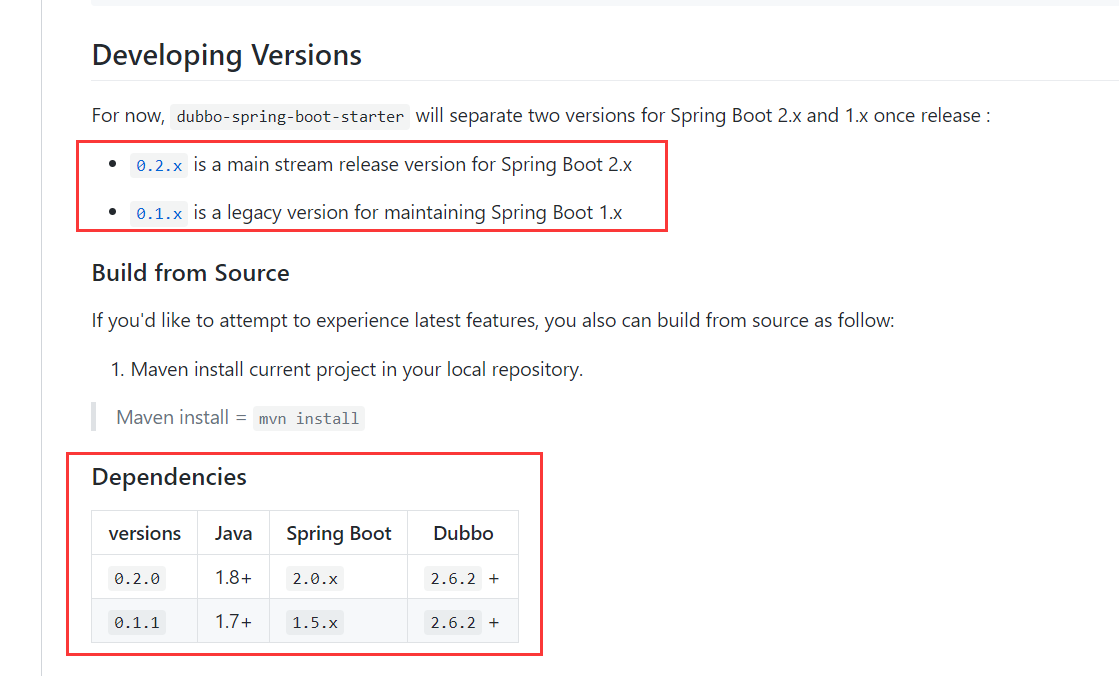 Developing Versions
For now, dubbo-spring-boot-starter will separate two versions for Spring Boot 2.x and 1.x once release :
• 0.2.x is a main stream release version for Spring Boot 2.x
• 0.1.x is a legacy version for maintaining Spring Boot 1.x
Build from Source
If you'd like to attempt to experience latest features, you also can build from source as follow:
1. Maven install current project in your local repository.
Maven install = mvn install
Dependencies
versions Java Spring Boot Dubbo
0.2.0 1.8+ 2.0.x 2.6.2 +
0.1.1 1.7+ 1.5.x 2.6.2 +